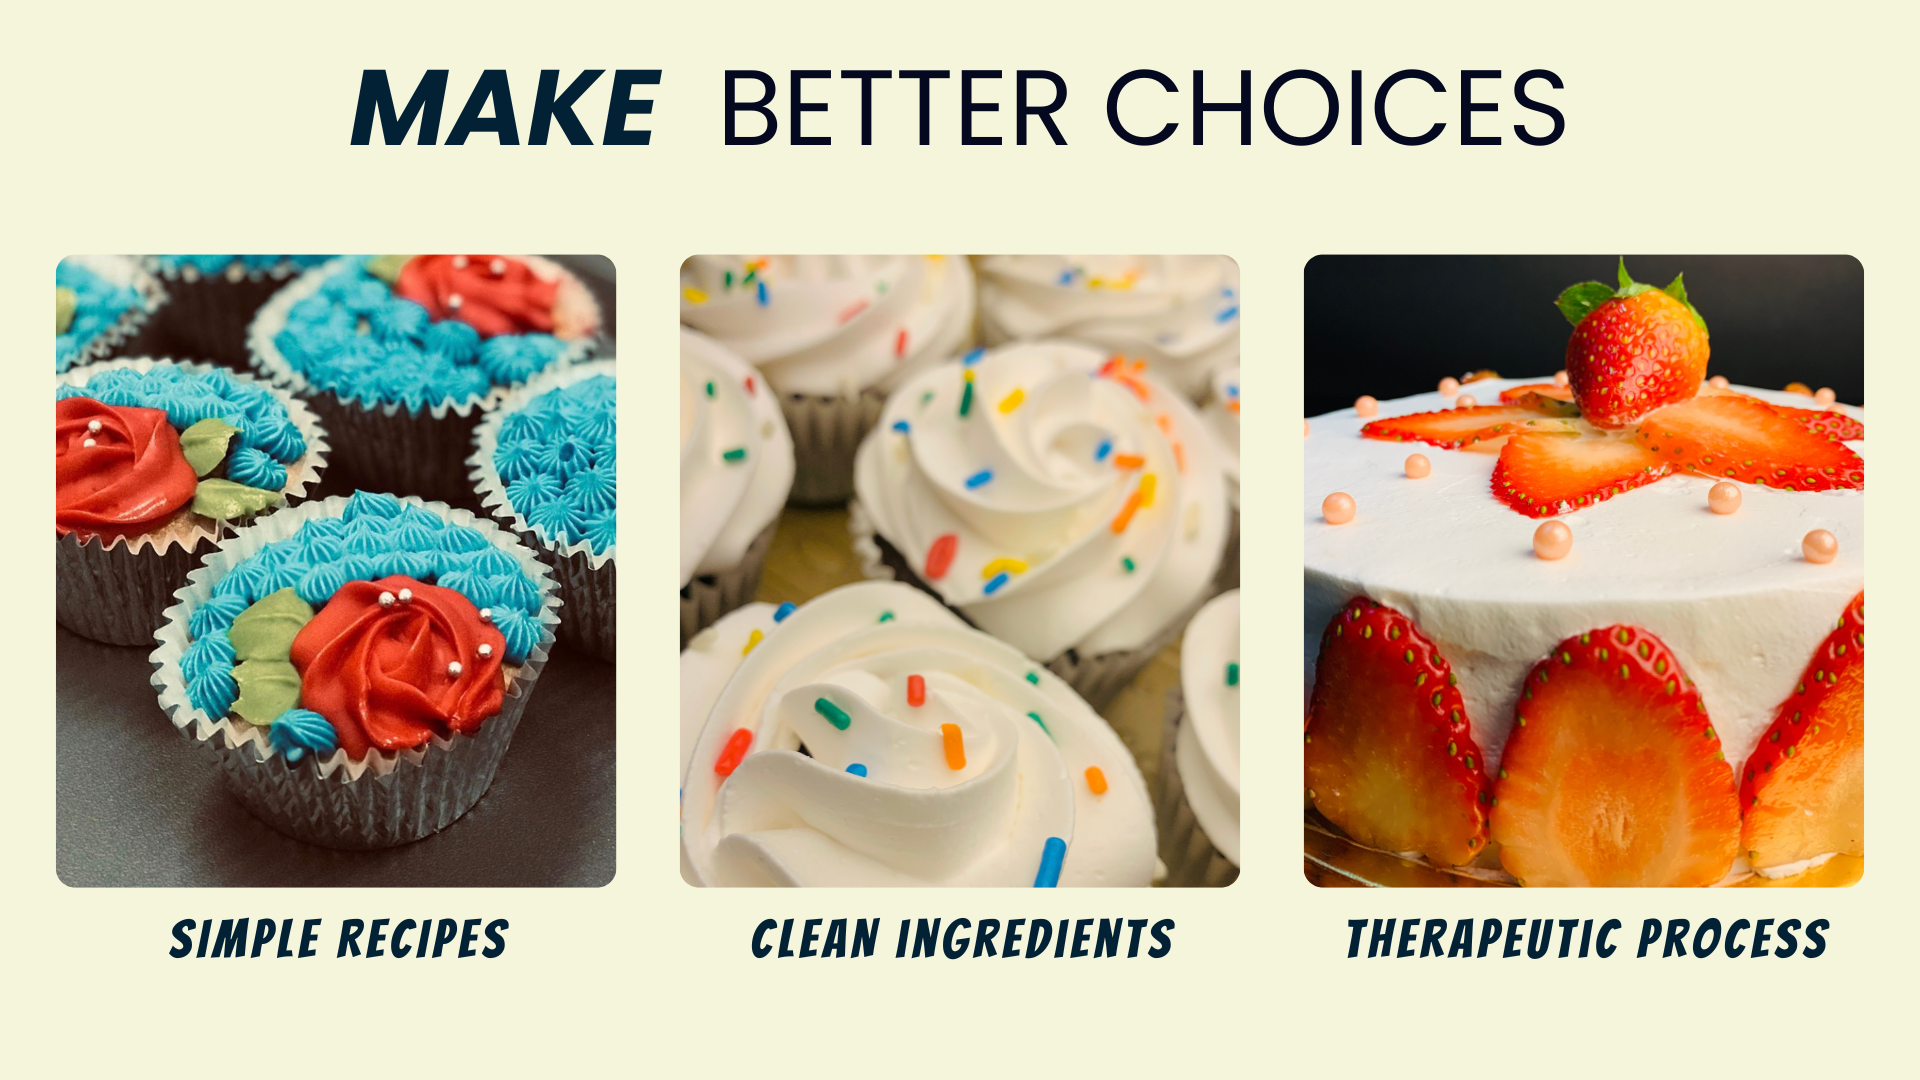 MAKE BETTER CHOICES
SIMPLE RECIPES
CLEAN INGREDIENTS
THERAPEUTIC PROCESS